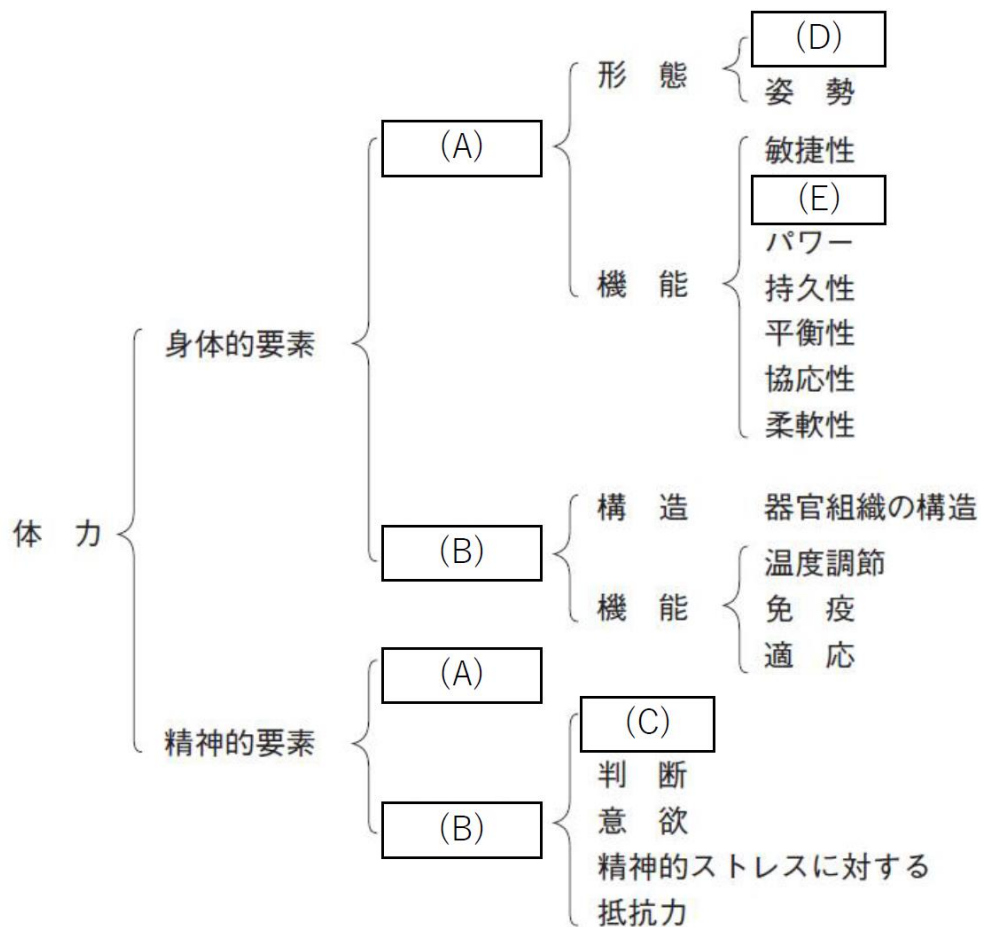 (D)
形　態
姿　勢
(A)
敏捷性
(E)
パワー
機　能
持久性
平衡性
身体的要素
協応性
柔軟性
構　造
器官組織の構造
体　力
(B)
温度調節
機　能
免　疫
適　応
(A)
(C)
精神的要素
判　断
意　欲
(B)
精神的ストレスに対する
抵抗力